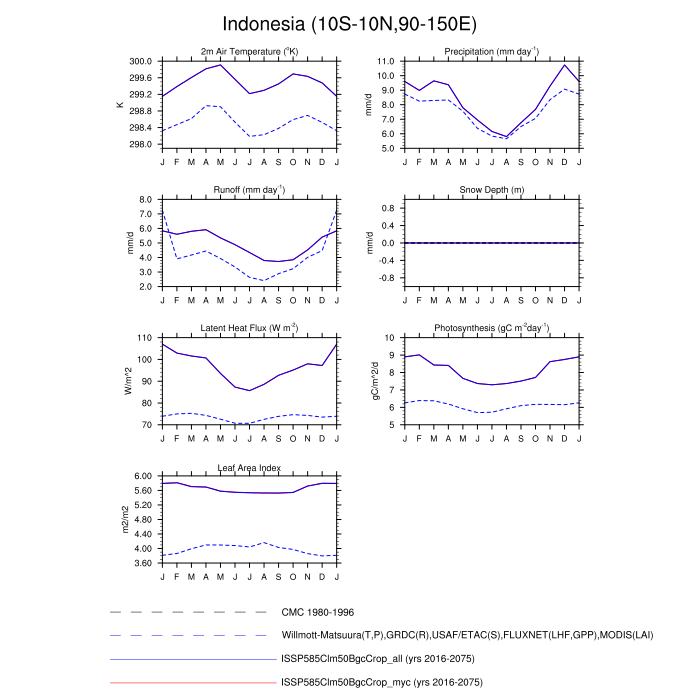 Indonesia (10S-10N,90-150E)
2m Air Temperature (°K)
Precipitation (mm day⁻¹)
300.0
299.6
299.2
298.8
298.4
298.0
K
J F M A M J J A S O N D J
11.0
10.0
9.0
8.0
7.0
6.0
5.0
mm/d
J F M A M J J A S O N D J
Runoff (mm day⁻¹)
Snow Depth (m)
8.0
7.0
6.0
5.0
4.0
3.0
2.0
mm/d
J F M A M J J A S O N D J
0.8
0.4
0.0
-0.4
-0.8
mm/d
J F M A M J J A S O N D J
Latent Heat Flux (W m⁻²)
Photosynthesis (gC m⁻²day⁻¹)
110
100
90
80
70
W/m^2
J F M A M J J A S O N D J
10
9
8
7
6
5
gC/m^2/d
J F M A M J J A S O N D J
Leaf Area Index
6.00
5.60
5.20
4.80
4.40
4.00
3.60
m2/m2
J F M A M J J A S O N D J
CMC 1980-1996
Willmott-Matsuura(T,P),GRDC(R),USAF/ETAC(S),FLUXNET(LHF,GPP),MODIS(LAI)
ISSP585Clm50BgcCrop_all (yrs 2016-2075)
ISSP585Clm50BgcCrop_myc (yrs 2016-2075)